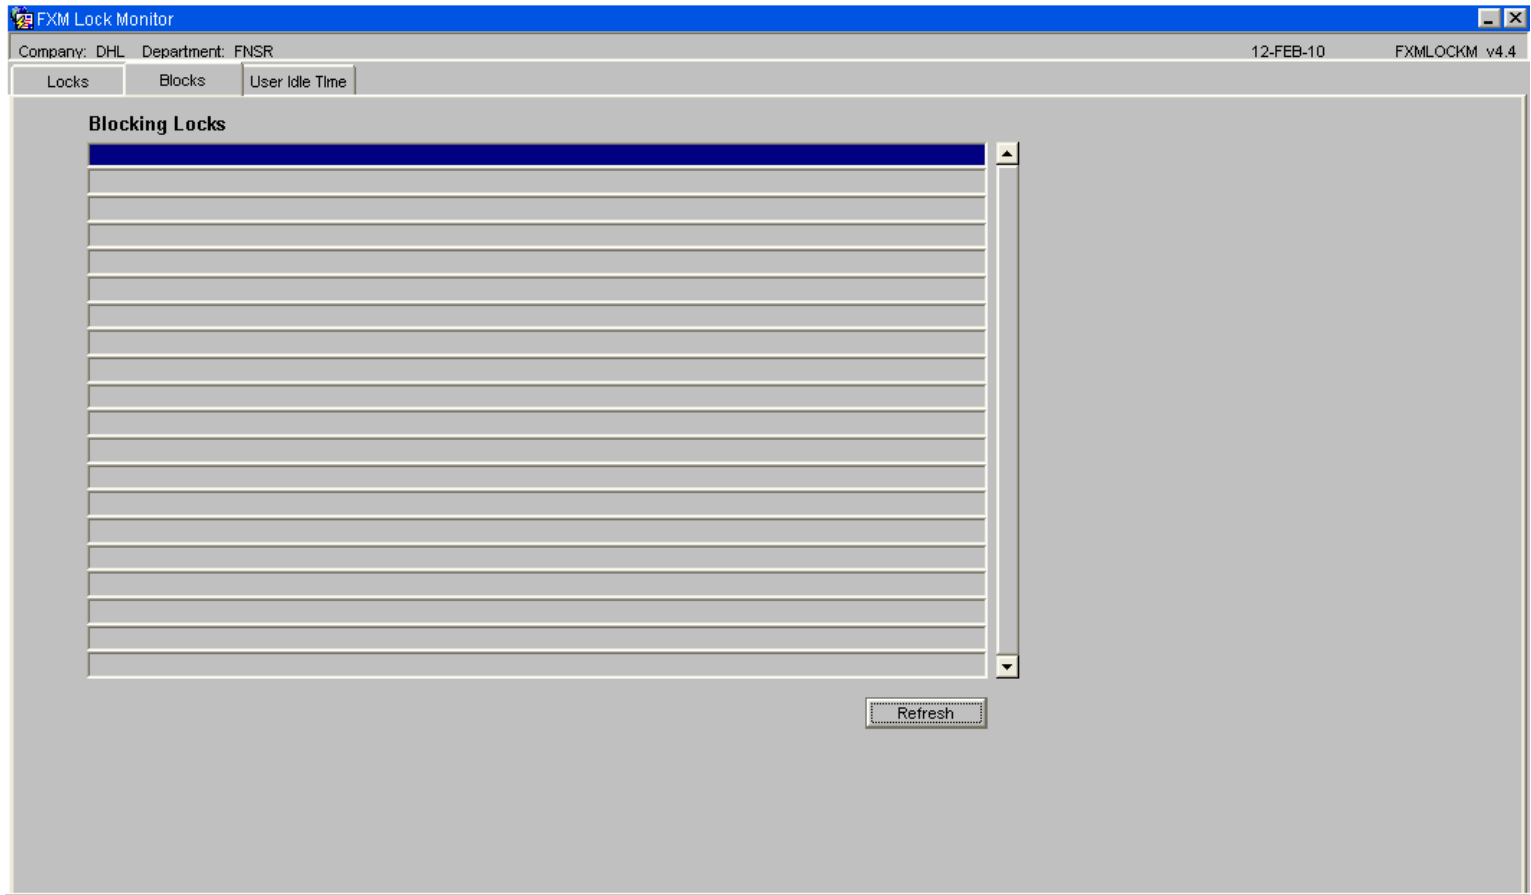 FXM Lock Monitor
Company: DHL Department: FNSR 12-FEB-10 FXMLOCKM v4.4
Locks Blocks User Idle TIme
Blocking Locks
Refresh